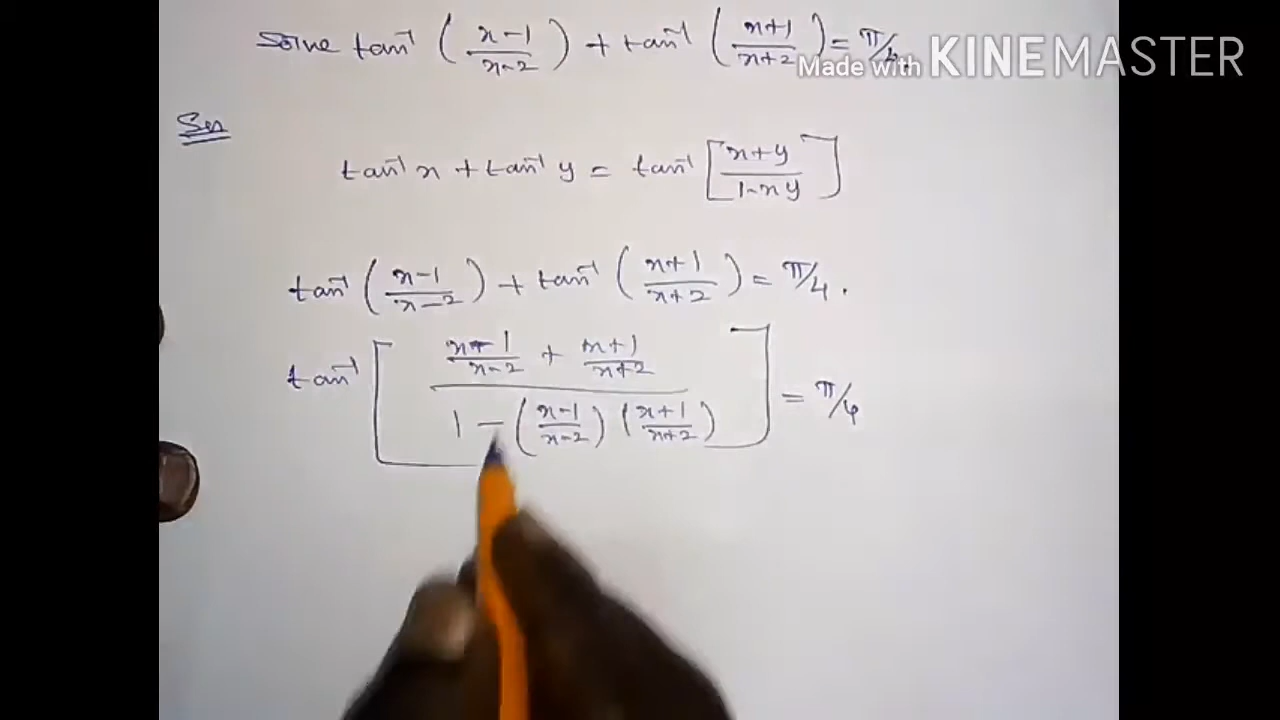 Solve tan⁻¹ (x-1/x-2) + tan⁻¹ (x+1/x+2) = π/4.
Made with KINEMASTER
Sm
tan⁻¹ x + tan⁻¹ y = tan⁻¹ [x+y/1-xy]
tan⁻¹ (x-1/x-2) + tan⁻¹ (x+1/x+2) = π/4.
tan⁻¹ [x-1/x-2 + x+1/x+2 / 1 - (x-1/x-2) (x+1/x+2)] = π/4